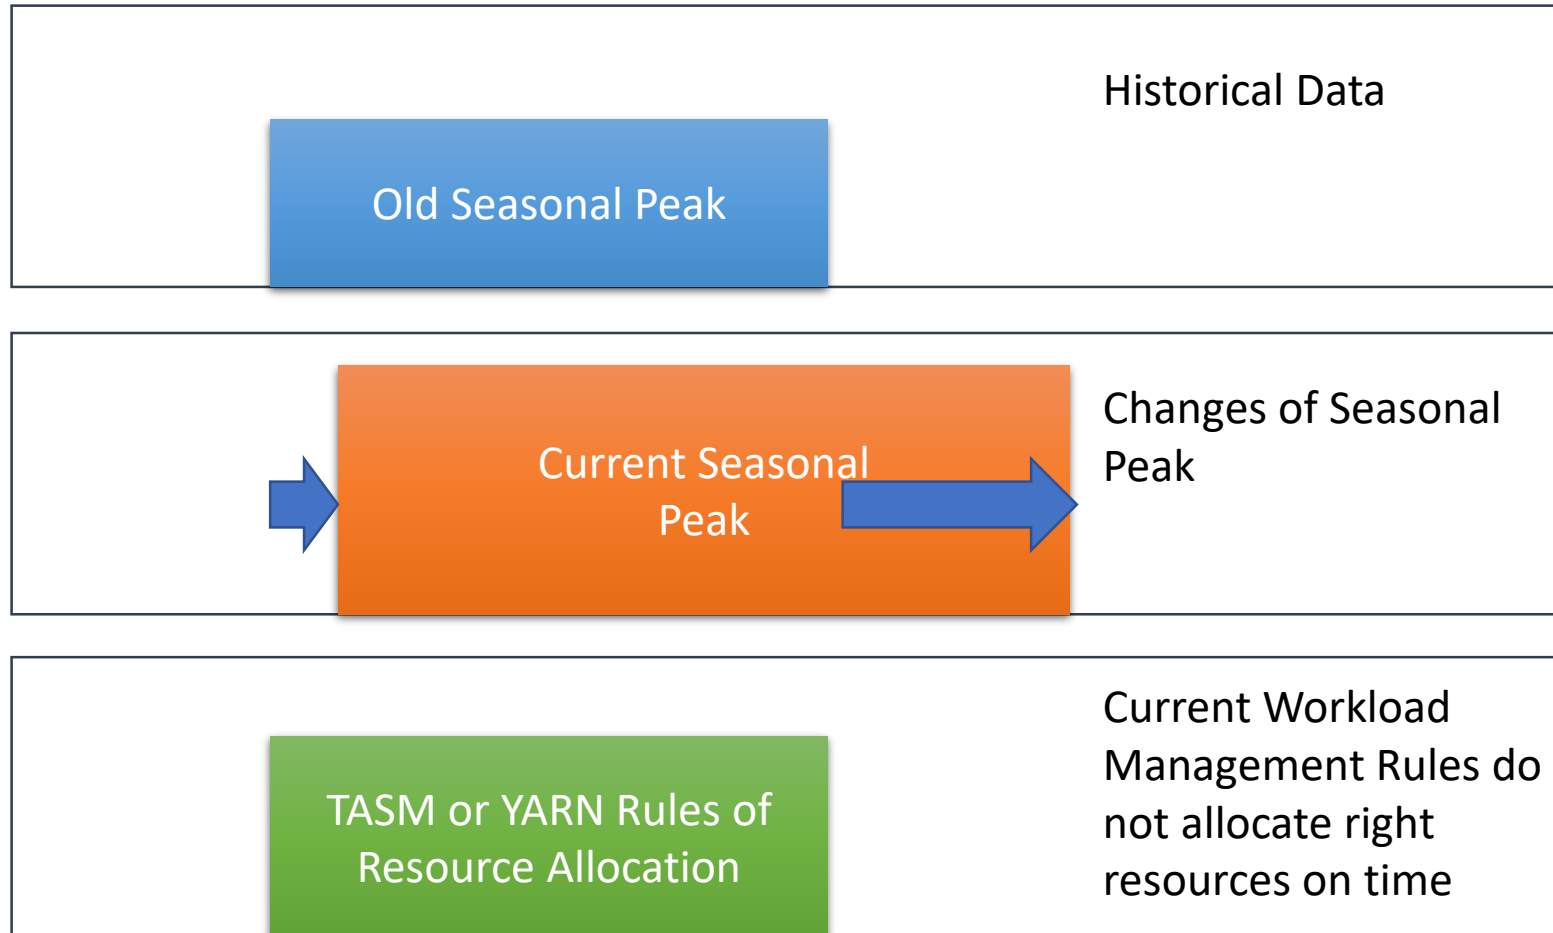 Historical Data
Old Seasonal Peak
Changes of Seasonal
Peak
Current Seasonal
Peak
Current Workload
Management Rules do
not allocate right
resources on time
TASM or YARN Rules of
Resource Allocation